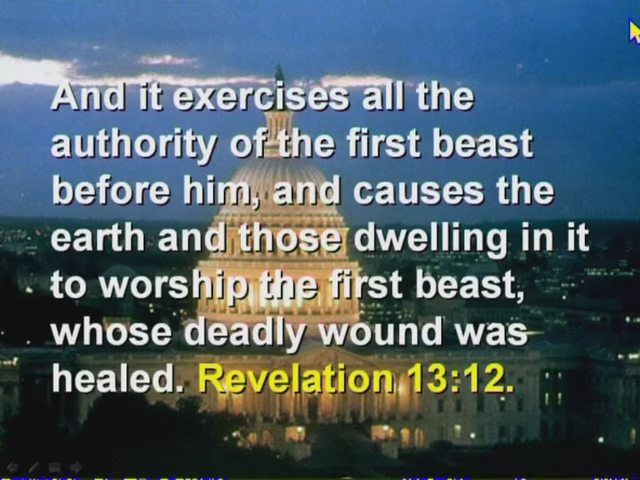 And it exercises all the
authority of the first beast
before him, and causes the
earth and those dwelling in it
to worship the first beast,
whose deadly wound was
healed. Revelation 13:12.